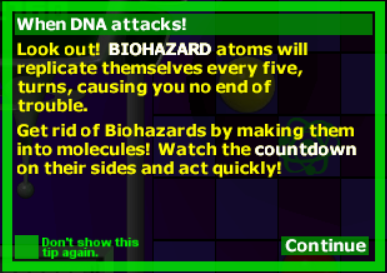 When DNA attacks!
Look out! BIOHAZARD atoms will
replicate themselves every five,
turns, causing you no end of
trouble.
Get rid of Biohazards by making them
into molecules! Watch the countdown
on their sides and act quickly!
Don't show this
tip again.
Continue